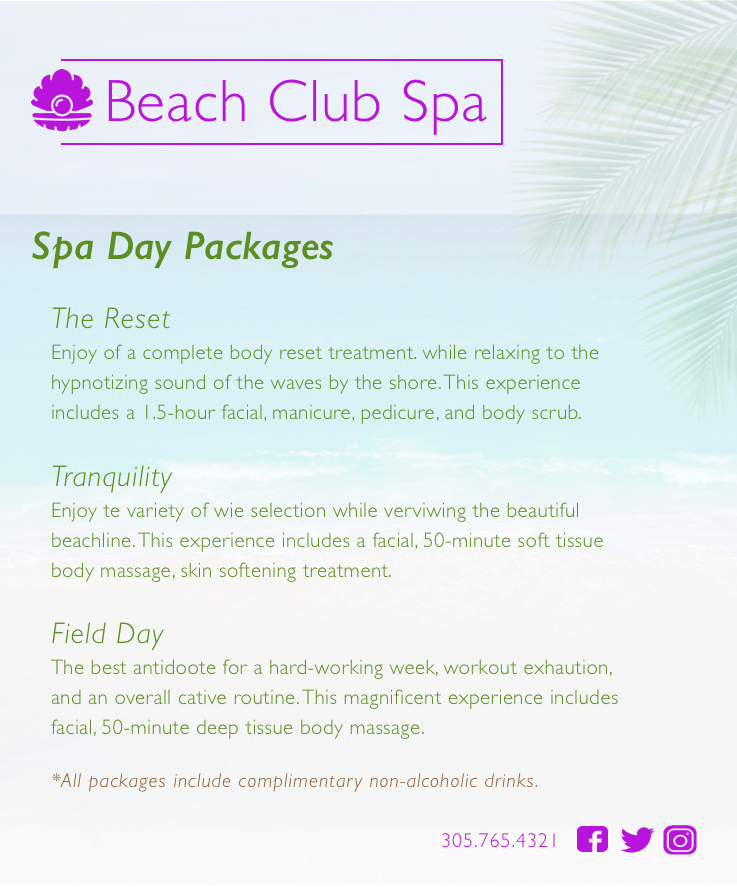 Beach Club Spa
Spa Day Packages
The Reset
Enjoy of a complete body reset treatment. while relaxing to the
hypnotizing sound of the waves by the shore. This experience
includes a 1.5-hour facial, manicure, pedicure, and body scrub.
Tranquility
Enjoy te variety of wie selection while verviwing the beautiful
beachline. This experience includes a facial, 50-minute soft tissue
body massage, skin softening treatment.
Field Day
The best antidoote for a hard-working week, workout exhaution,
and an overall cative routine. This magnificent experience includes
facial, 50-minute deep tissue body massage.
*All packages include complimentary non-alcoholic drinks.
305.765.4321